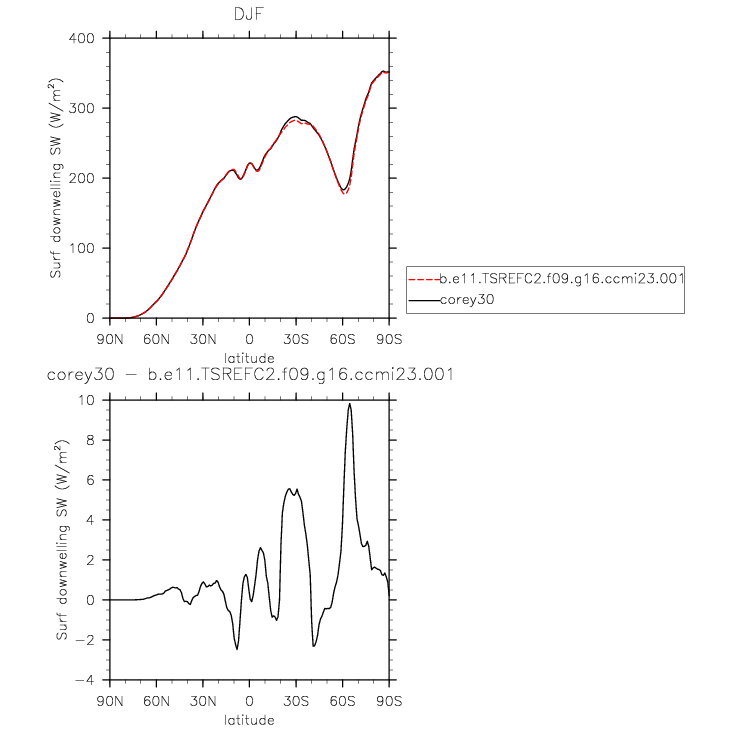 DJF
400
300
200
100
0
Surf downwelling SW (W/m²)
90N 60N 30N 0 30S 60S 90S
latitude
b.e11.TSREFC2.f09.g16.ccmi23.001
corey30
corey30 − b.e11.TSREFC2.f09.g16.ccmi23.001
10
8
6
4
2
0
−2
−4
Surf downwelling SW (W/m²)
90N 60N 30N 0 30S 60S 90S
latitude